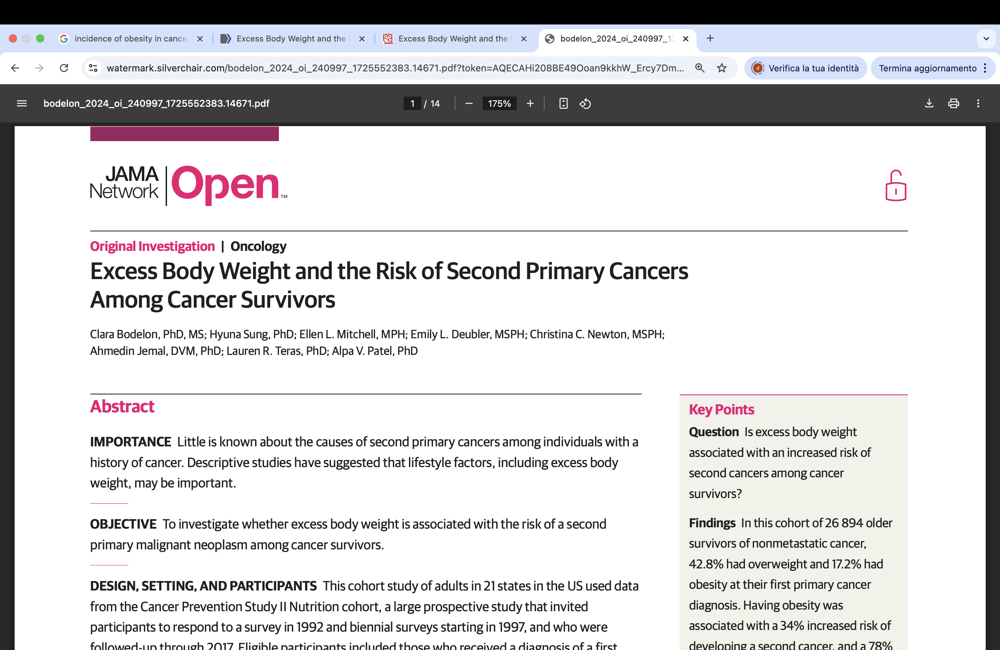 incidence of obesity in cance
Excess Body Weight and the
Excess Body Weight and the
bodelon_2024_oi_240997_17
watermark.silverchair.com/bodelon_2024_oi_240997_1725552383.14671.pdf?token=AQECAHi208BE49Ooan9kkhW_Ercy7Dm...
d
Verifica la tua identità
Termina aggiornamento
bodelon_2024_oi_240997_1725552383.14671.pdf
1 / 14
175%
JAMA
Network
Open™
Original Investigation | Oncology
Excess Body Weight and the Risk of Second Primary Cancers
Among Cancer Survivors
Clara Bodelon, PhD, MS; Hyuna Sung, PhD; Ellen L. Mitchell, MPH; Emily L. Deubler, MSPH; Christina C. Newton, MSPH;
Ahmedin Jemal, DVM, PhD; Lauren R. Teras, PhD; Alpa V. Patel, PhD
Abstract
IMPORTANCE Little is known about the causes of second primary cancers among individuals with a
history of cancer. Descriptive studies have suggested that lifestyle factors, including excess body
weight, may be important.
OBJECTIVE To investigate whether excess body weight is associated with the risk of a second
primary malignant neoplasm among cancer survivors.
DESIGN, SETTING, AND PARTICIPANTS This cohort study of adults in 21 states in the US used data
from the Cancer Prevention Study II Nutrition cohort, a large prospective study that invited
participants to respond to a survey in 1992 and biennial surveys starting in 1997, and who were
followed-up through 2017. Eligible participants included those who received a diagnosis of a first
Key Points
Question Is excess body weight
associated with an increased risk of
second cancers among cancer
survivors?
Findings In this cohort of 26 894 older
survivors of nonmetastatic cancer,
42.8% had overweight and 17.2% had
obesity at their first primary cancer
diagnosis. Having obesity was
associated with a 34% increased risk of
developing a second cancer, and a 78%